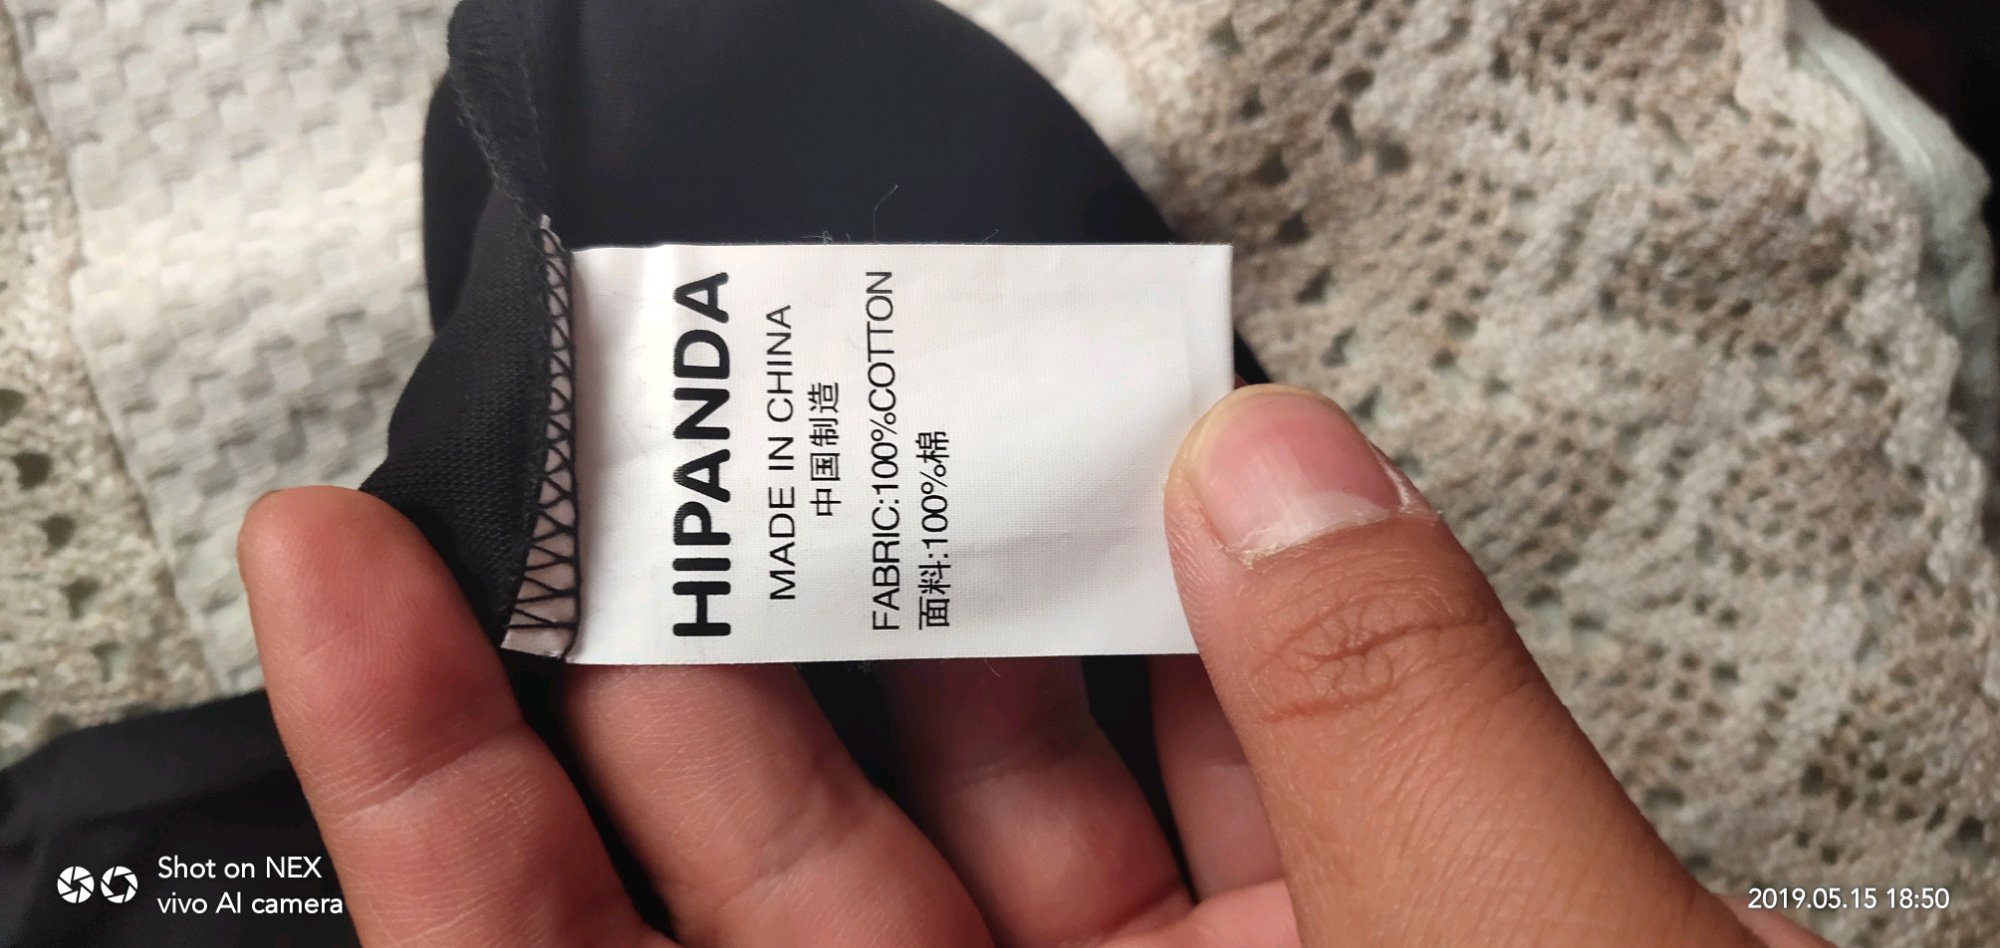 HIPANDA
MADE IN CHINA
中国制造
FABRIC:100%COTTON
面料:100%棉
Shot on NEX
vivo AI camera
2019.05.15 18:50